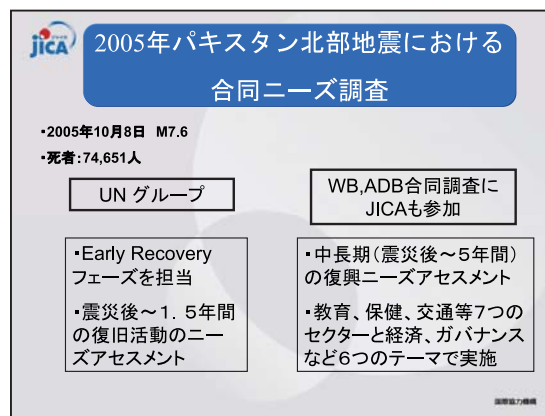 jICA
2005年パキスタン北部地震における
合同ニーズ調査
･2005年10月8日 M7.6
･死者:74,651人
UN グループ
WB,ADB合同調査に
JICAも参加
･Early Recovery
フェーズを担当
･震災後～1．5年間
の復旧活動のニー
ズアセスメント
･中長期（震災後～5年間）
の復興ニーズアセスメント
･教育、保健、交通等7つの
セクターと経済、ガバナンス
など6つのテーマで実施
国際協力機構